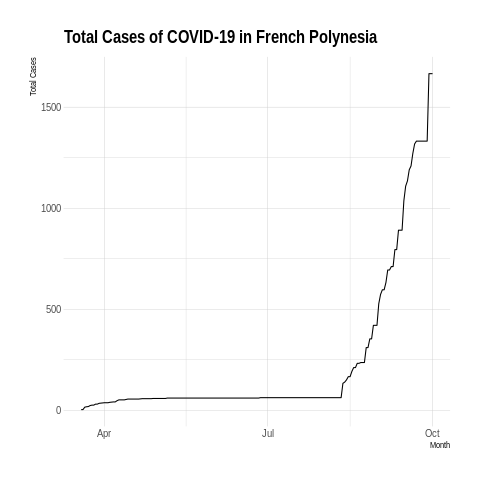 Total Cases of COVID-19 in French Polynesia
Total Cases
1500
1000
500
0
Apr
Jul
Oct
Month